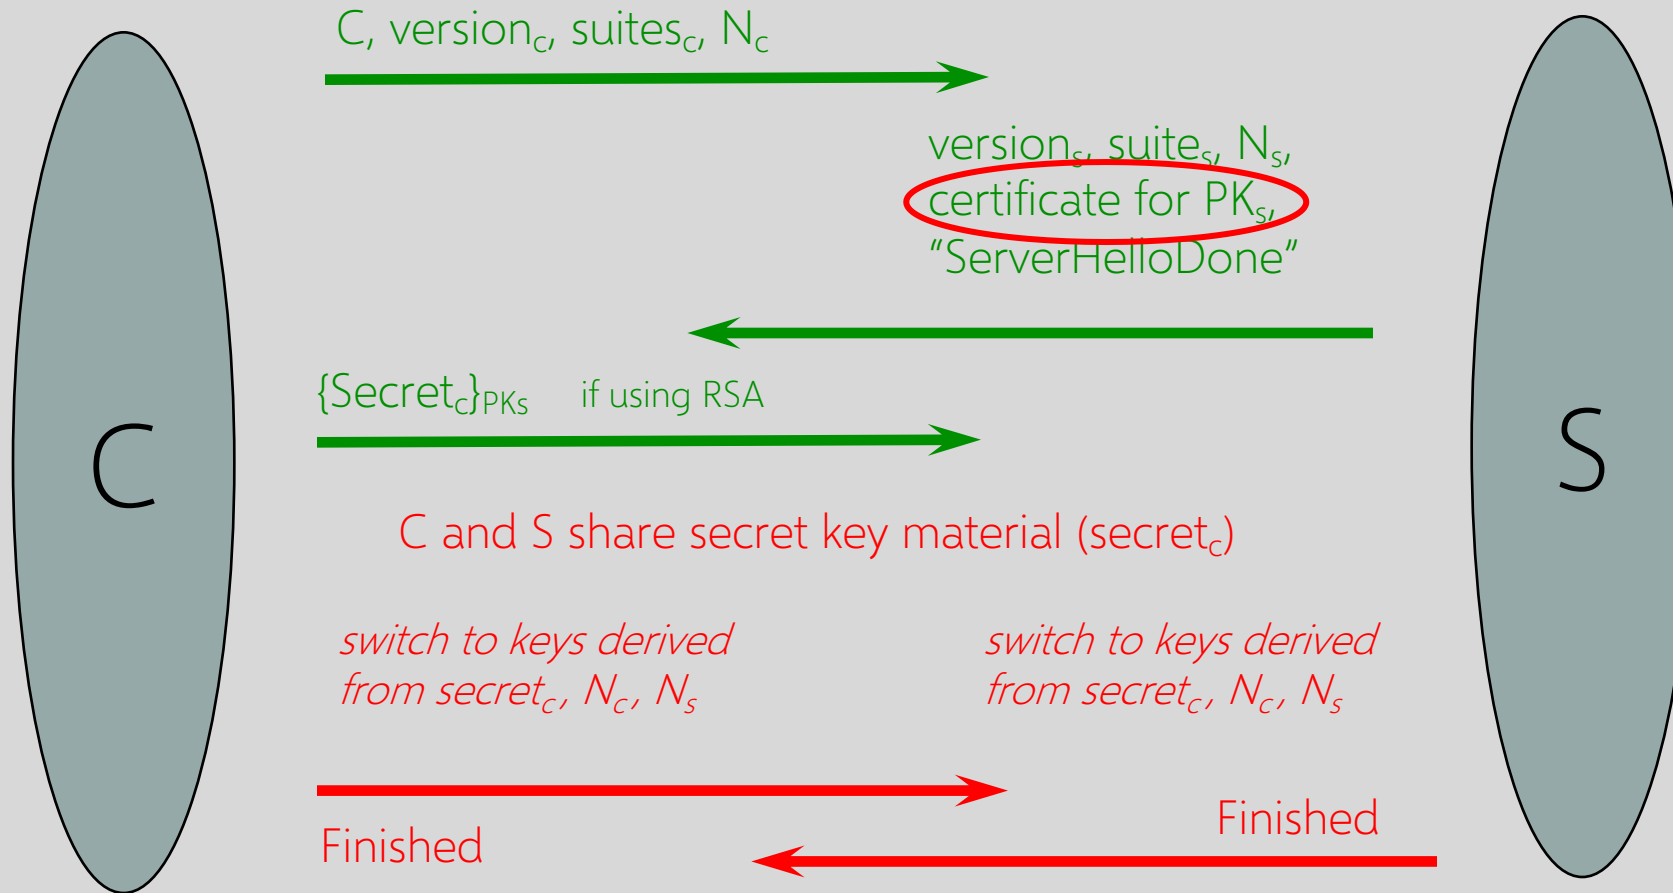 C, version_c, suites_c, N_c
version_s, suite_s, N_s,
certificate for PK_s,
“ServerHelloDone”
{Secret_c}_PKs if using RSA
C
S
C and S share secret key material (secret_c)
switch to keys derived
from secret_c, N_c, N_s
switch to keys derived
from secret_c, N_c, N_s
Finished
Finished